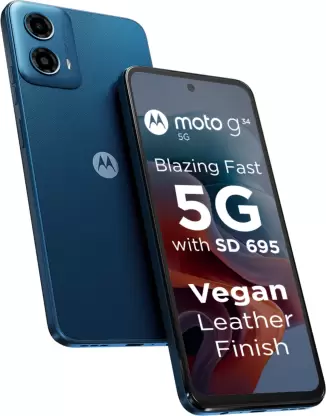 moto g34
5G
Blazing Fast
5G
with SD 695
Vegan
Leather
Finish